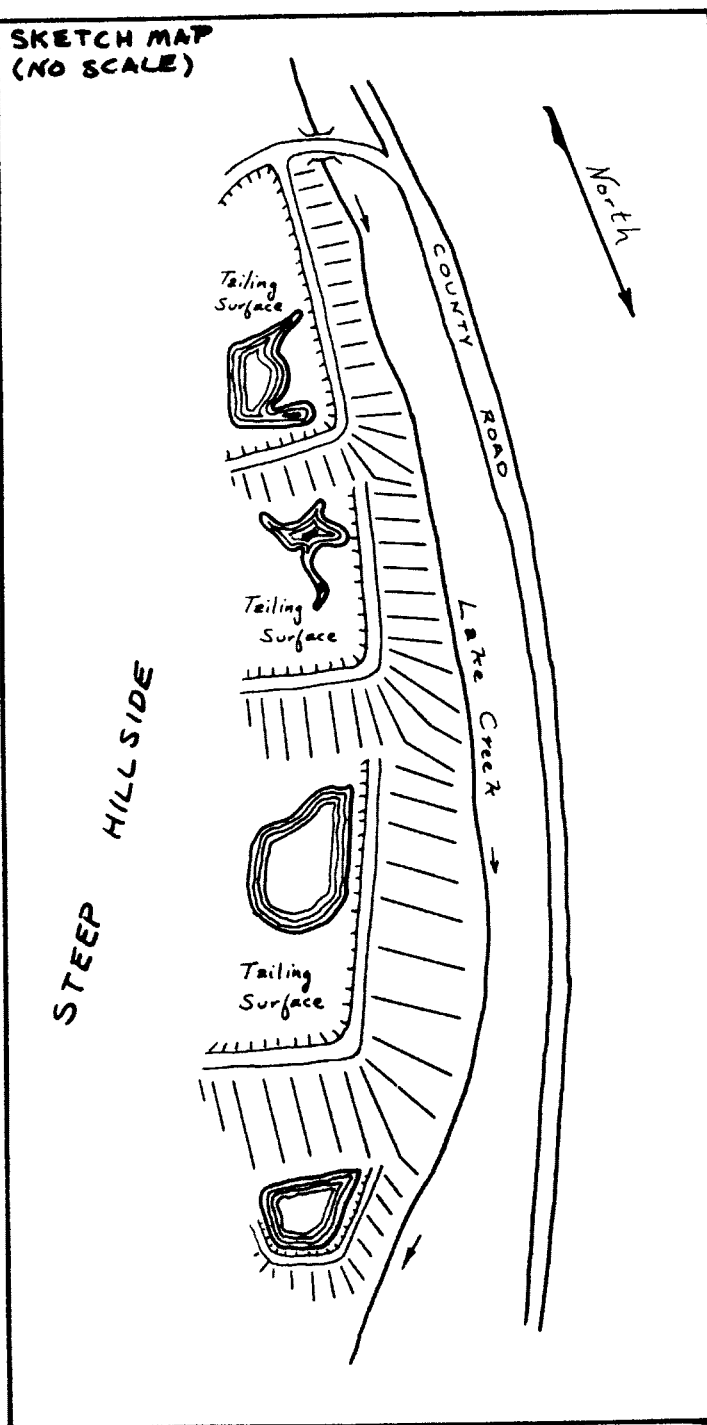 SKETCH MAP
(NO SCALE)
North
COUNTY ROAD
Tailing
Surface
Tailing
Surface
Lake Creek
STEEP HILLSIDE
Tailing
Surface